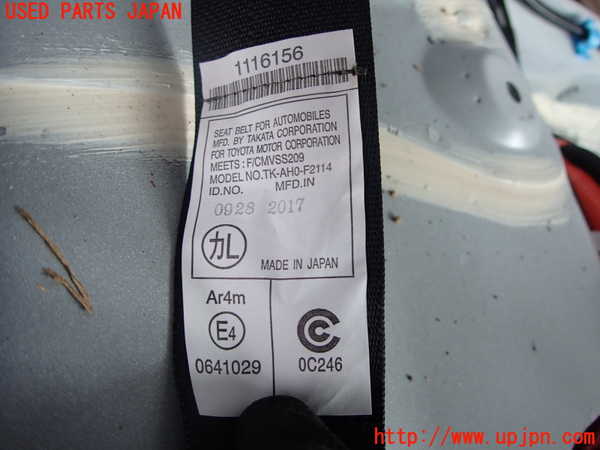 USED PARTS JAPAN
1116156
SEAT BELT FOR AUTOMOBILES
MFD. BY TAKATA CORPORATION
FOR TOYOTA MOTOR CORPORATION
MEETS: F/CMVSS209
MODEL NO.TK-AH0-F2114
ID.NO. MFD.IN
0928 2017
カL
MADE IN JAPAN
Ar4m
E4
0641029
0C246
http://www.upjpn.com/